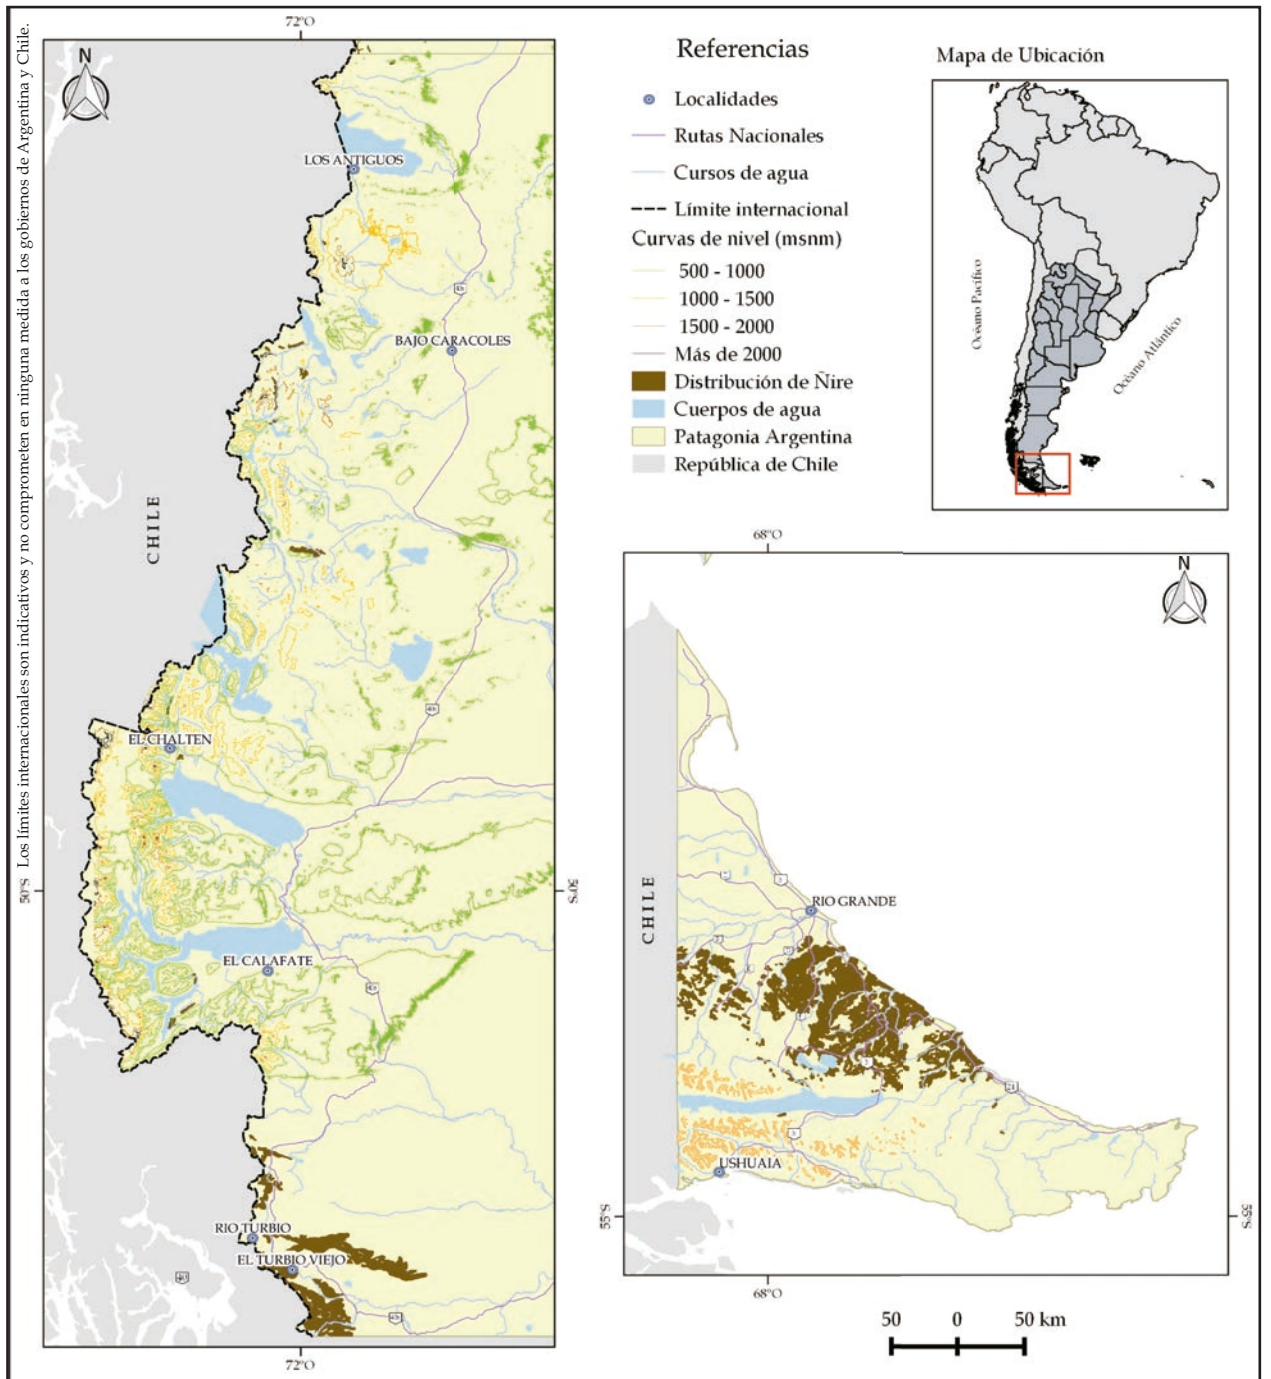 Los límites internacionales son indicativos y no comprometen en ninguna medida a los gobiernos de Argentina y Chile.
72°O
N
LOS ANTIGUOS
BAJO CARACOLES
CHILE
EL CHALTEN
50°S
50°S
EL CALAFATE
RIO TURBIO
EL TURBIO VIEJO
72°O
Referencias
Localidades
Rutas Nacionales
Cursos de agua
Límite internacional
Curvas de nivel (msnm)
500 - 1000
1000 - 1500
1500 - 2000
Más de 2000
Distribución de Ñire
Cuerpos de agua
Patagonia Argentina
República de Chile
Mapa de Ubicación
Océano Pacífico
Océano Atlántico
68°O
N
CHILE
3
RIO GRANDE
3
21
3
USHUAIA
55°S
55°S
68°O
50 0 50 km